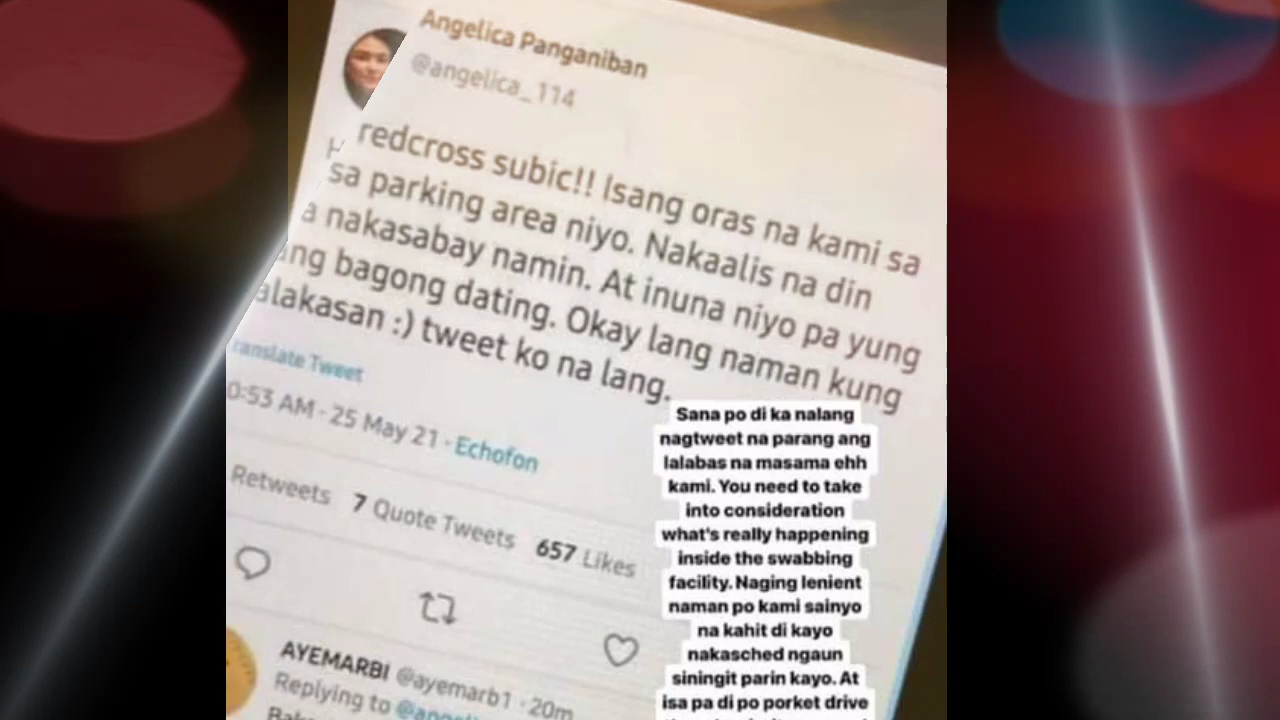 Angelica Panganiban
@angelica_114
redcross subic!! Isang oras na kami sa
sa parking area niyo. Nakaalis na din
a nakasabay namin. At inuna niyo pa yung
ang bagong dating. Okay lang naman kung
alakasan :) tweet ko na lang.
ranslate Tweet
0:53 AM · 25 May 21 · Echofon
Retweets 7 Quote Tweets 657 Likes
AYEMARBI @ayemarb1 · 20m
Replying to
Sana po di ka nalang
nagtweet na parang ang
lalabas na masama ehh
kami. You need to take
into consideration
what's really happening
inside the swabbing
facility. Naging lenient
naman po kami sainyo
na kahit di kayo
nakasched ngaun
siningit parin kayo. At
isa pa di po porket drive